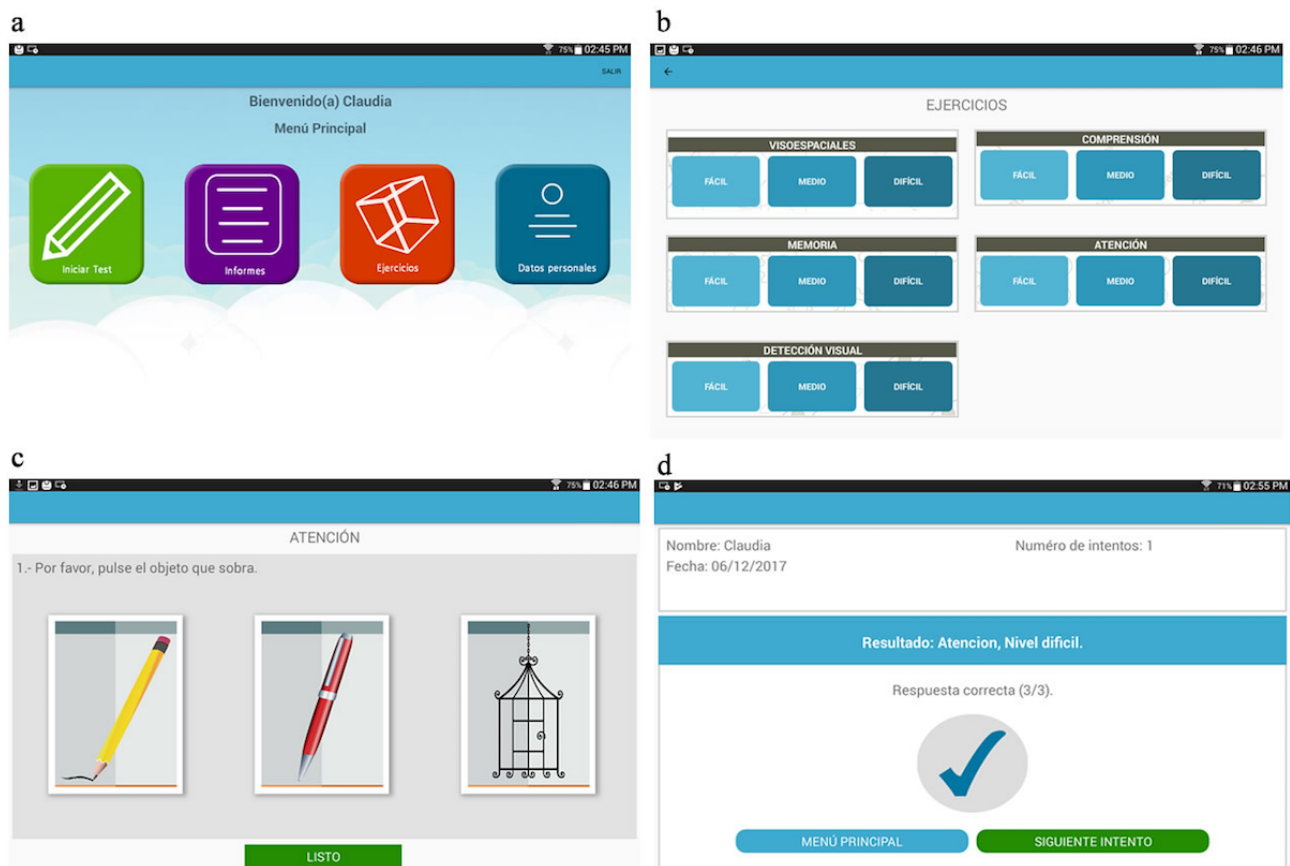 a
75% 02:45 PM
SALIR
Bienvenido(a) Claudia
Menú Principal
Iniciar Test
Informes
Ejercicios
Datos personales
b
75% 02:46 PM
EJERCICIOS
VISOESPACIALES
FÁCIL MEDIO DIFÍCIL
COMPRENSIÓN
FÁCIL MEDIO DIFÍCIL
MEMORIA
FÁCIL MEDIO DIFÍCIL
ATENCIÓN
FÁCIL MEDIO DIFÍCIL
DETECCIÓN VISUAL
FÁCIL MEDIO DIFÍCIL
c
75% 02:46 PM
ATENCIÓN
1.- Por favor, pulse el objeto que sobra.
LISTO
d
71% 02:55 PM
Nombre: Claudia
Numéro de intentos: 1
Fecha: 06/12/2017
Resultado: Atencion, Nivel dificil.
Respuesta correcta (3/3).
MENÚ PRINCIPAL
SIGUIENTE INTENTO